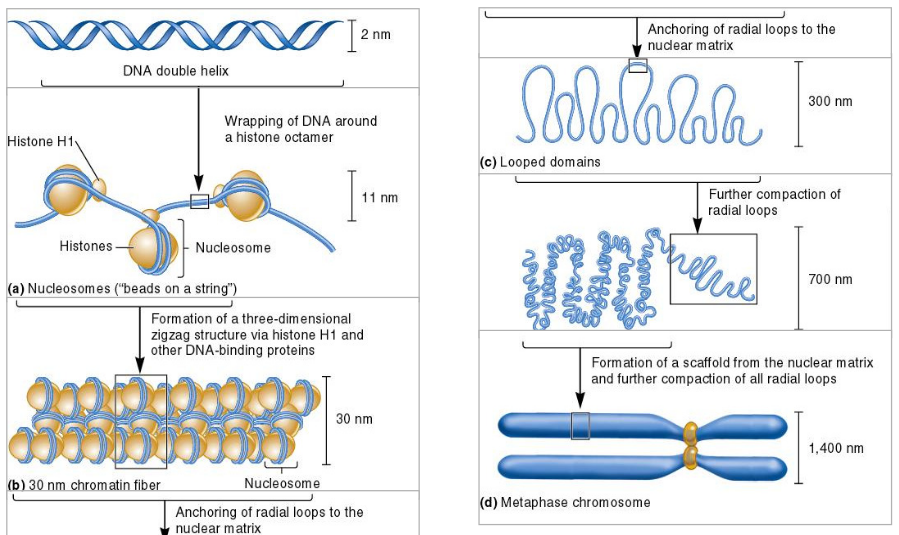 2 nm
DNA double helix
Wrapping of DNA around
a histone octamer
Histone H1
11 nm
Histones
Nucleosome
(a) Nucleosomes (“beads on a string”)
Formation of a three-dimensional
zigzag structure via histone H1 and
other DNA-binding proteins
30 nm
Nucleosome
(b) 30 nm chromatin fiber
Anchoring of radial loops to the
nuclear matrix
Anchoring of radial loops to the
nuclear matrix
300 nm
(c) Looped domains
Further compaction of
radial loops
700 nm
Formation of a scaffold from the nuclear matrix
and further compaction of all radial loops
1,400 nm
(d) Metaphase chromosome